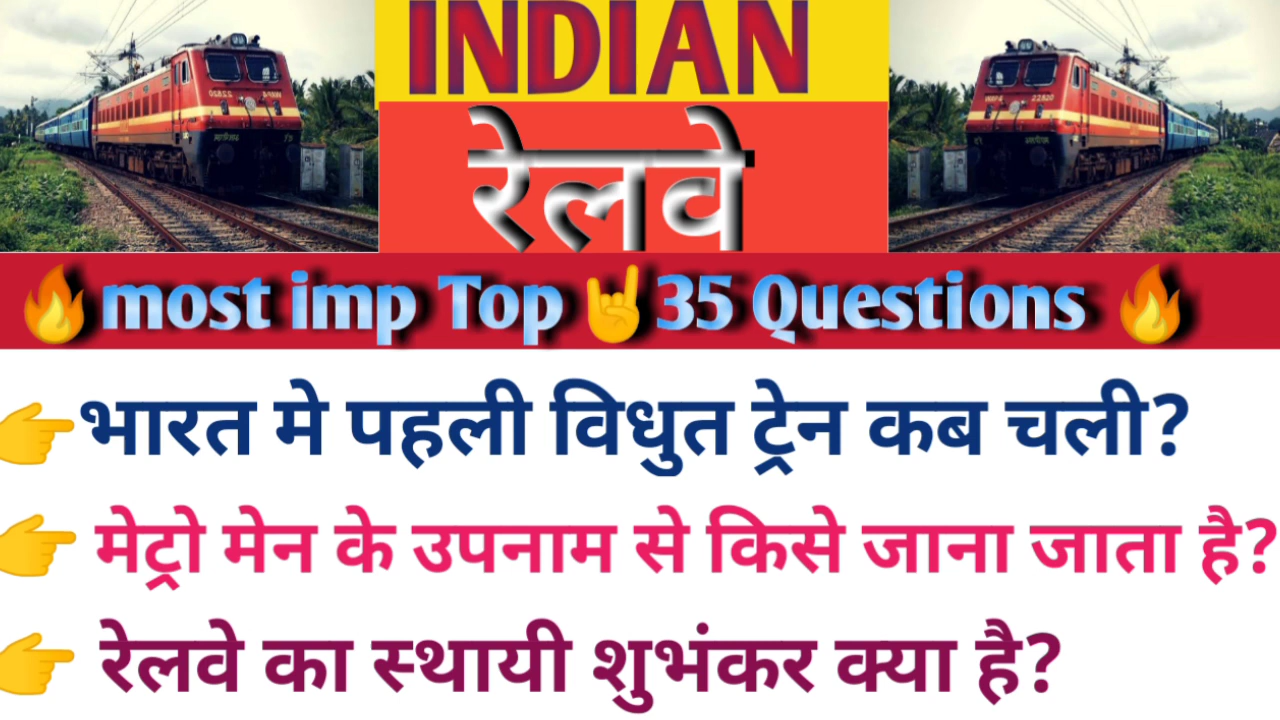 INDIAN
रेलवे
🔥most imp Top🤘35 Questions 🔥
👉भारत मे पहली विधुत ट्रेन कब चली?
👉 मेट्रो मेन के उपनाम से किसे जाना जाता है?
👉 रेलवे का स्थायी शुभंकर क्या है?